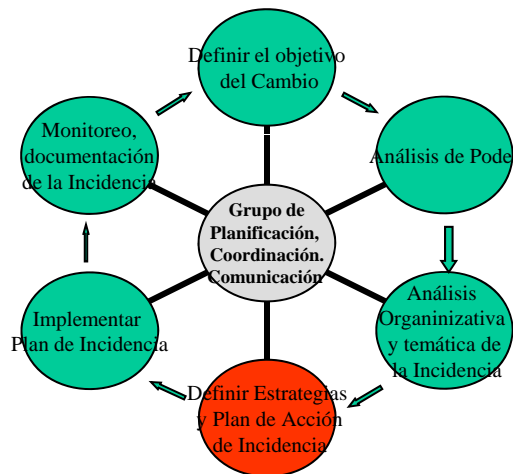 Definir el objetivo
del Cambio
Análisis de Pode
Análisis
Organinizativa
y temática de
la Incidencia
Definir Estrategias
y Plan de Acción
de Incidencia
Implementar
Plan de Incidencia
Monitoreo,
documentación
de la Incidencia
Grupo de
Planificación,
Coordinación.
Comunicación